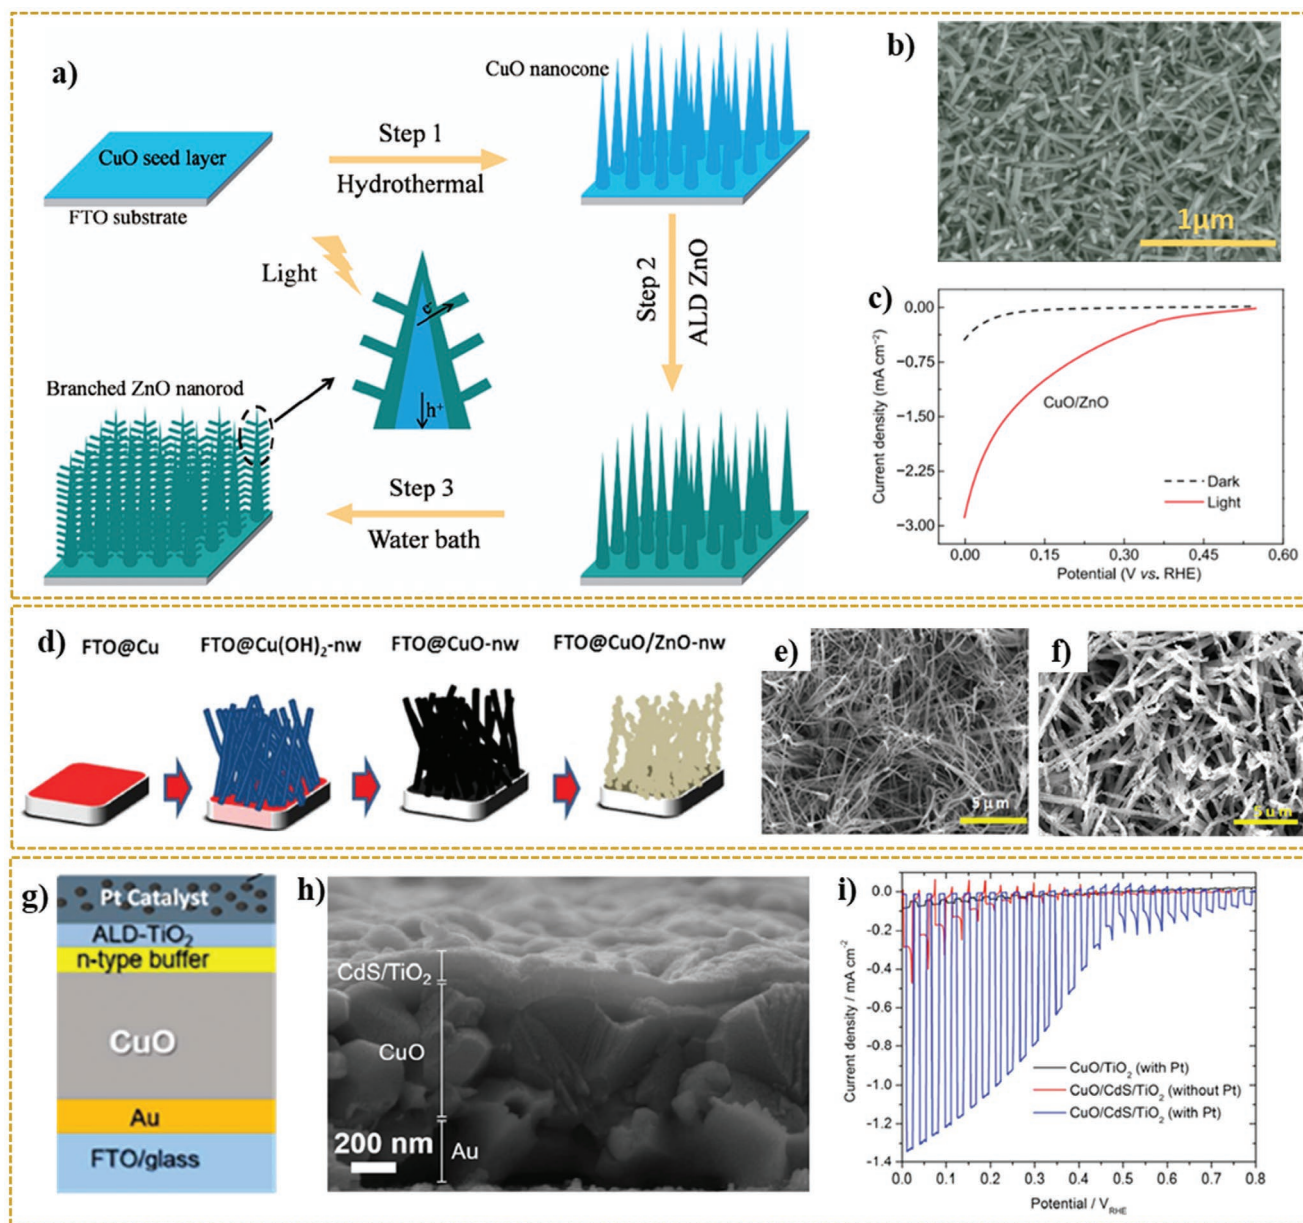 a)
CuO seed layer
FTO substrate
Step 1
Hydrothermal
CuO nanocone
Step 2
ALD ZnO
Light
e⁻
h⁺
Branched ZnO nanorod
Step 3
Water bath
b)
1µm
c)
0.00
−0.75
−1.50
−2.25
−3.00
Current density (mA cm⁻²)
CuO/ZnO
Dark
Light
0.00 0.15 0.30 0.45 0.60
Potential (V vs. RHE)
d)
FTO@Cu
FTO@Cu(OH)₂-nw
FTO@CuO-nw
FTO@CuO/ZnO-nw
e)
5 µm
f)
5 µm
g)
Pt Catalyst
ALD-TiO₂
n-type buffer
CuO
Au
FTO/glass
h)
CdS/TiO₂
CuO
Au
200 nm
i)
0.0
-0.2
-0.4
-0.6
-0.8
-1.0
-1.2
-1.4
Current density / mA cm⁻²
CuO/TiO₂ (with Pt)
CuO/CdS/TiO₂ (without Pt)
CuO/CdS/TiO₂ (with Pt)
0.0 0.1 0.2 0.3 0.4 0.5 0.6 0.7 0.8
Potential / V_RHE